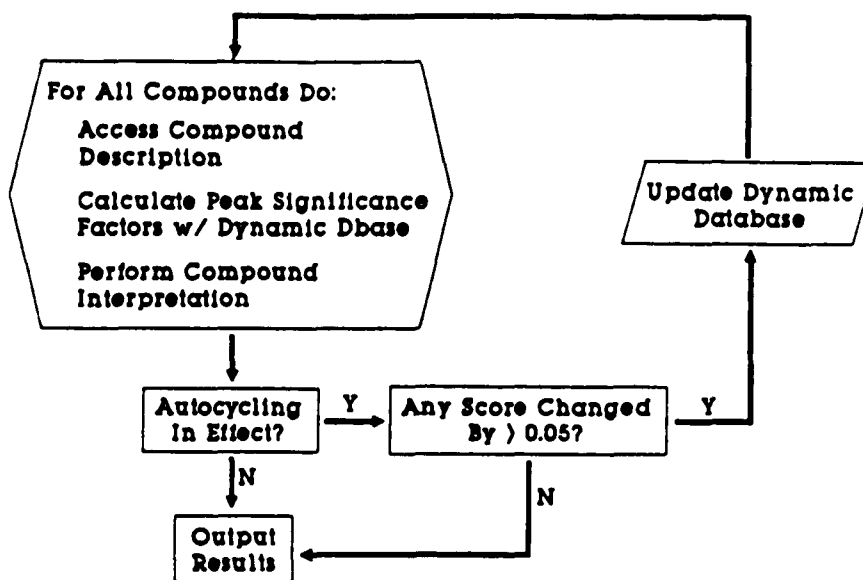 For All Compounds Do:
Access Compound
Description
Calculate Peak Significance
Factors w/ Dynamic Dbase
Perform Compound
Interpretation
Update Dynamic
Database
Autocycling
In Effect?
Y
Any Score Changed
By > 0.05?
Y
N
N
Output
Results